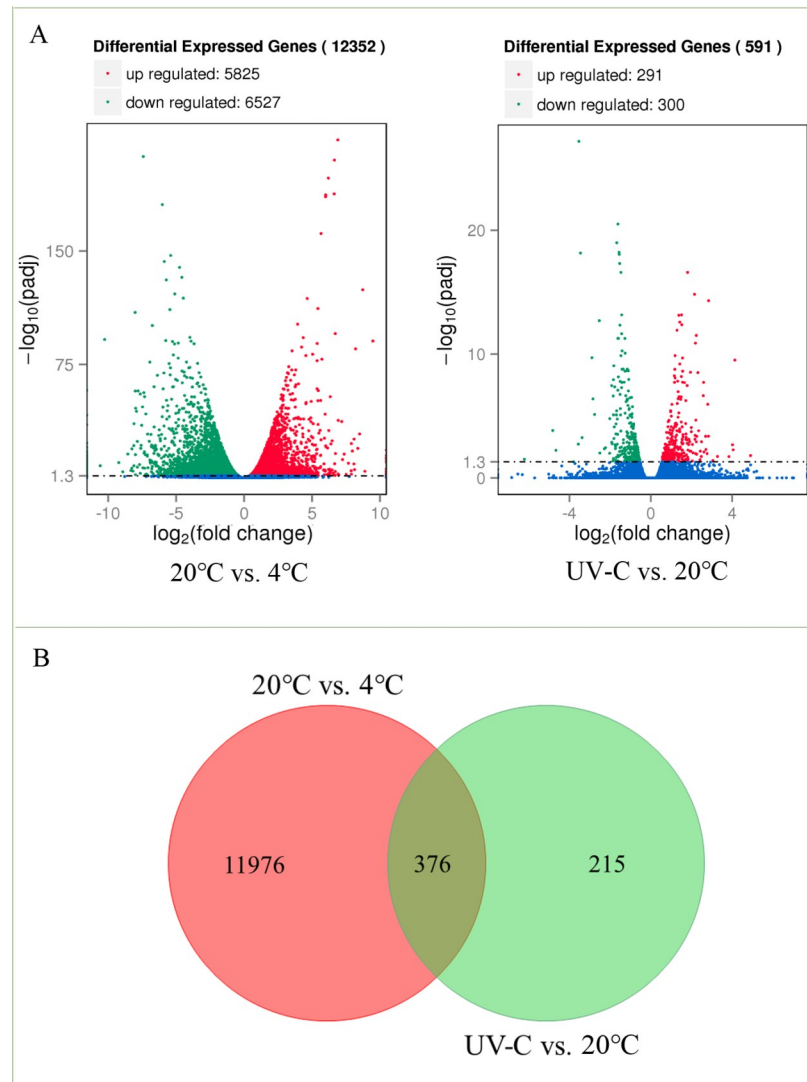 A
Differential Expressed Genes ( 12352 )
up regulated: 5825
down regulated: 6527
−log10(padj)
150
75
1.3
-10
-5
0
5
10
log2(fold change)
20℃ vs. 4℃
Differential Expressed Genes ( 591 )
up regulated: 291
down regulated: 300
−log10(padj)
20
10
1.3
0
-4
0
4
log2(fold change)
UV-C vs. 20℃
B
20℃ vs. 4℃
11976
376
215
UV-C vs. 20℃